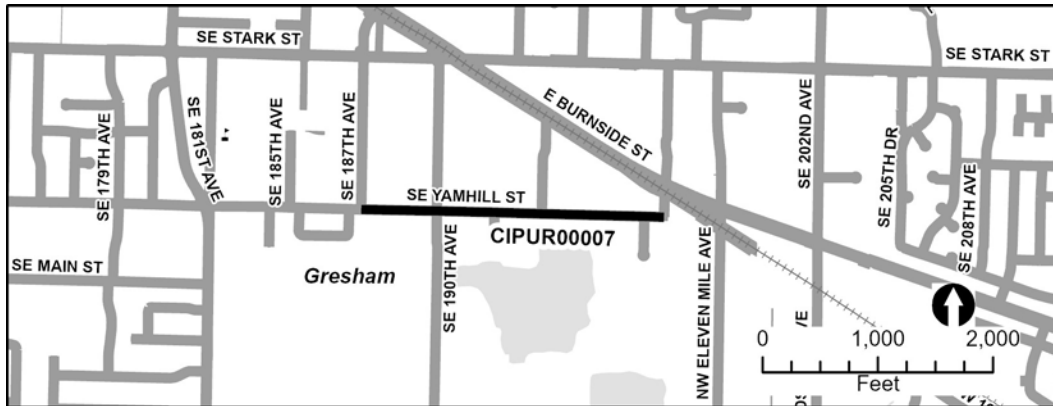 SE STARK ST
SE STARK ST
E BURNSIDE ST
SE 179TH AVE
SE 181ST AVE
SE 185TH AVE
SE 187TH AVE
SE 202ND AVE
SE 205TH DR
SE 208TH AVE
SE YAMHILL ST
CIPUR00007
SE MAIN ST
Gresham
SE 190TH AVE
NW ELEVEN MILE AVE
VE
0 1,000 2,000
Feet